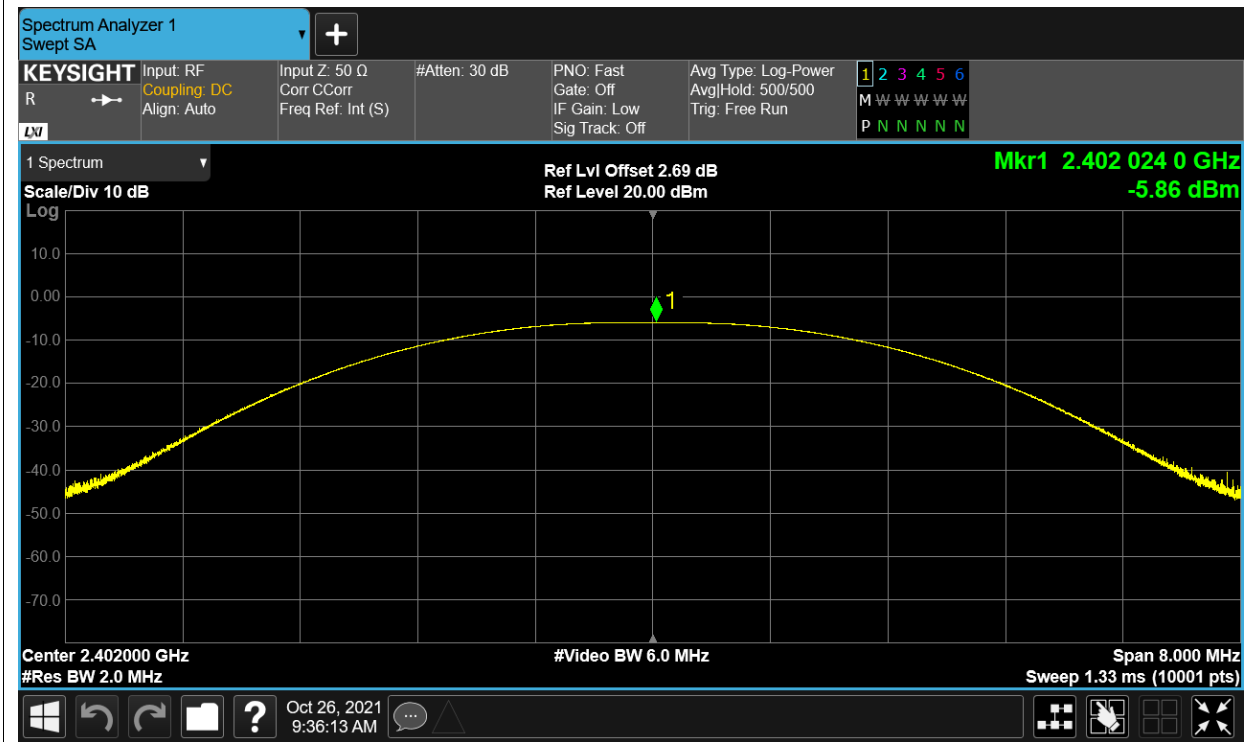 Spectrum Analyzer 1
Swept SA
+
KEYSIGHT
R
LXI
Input: RF
Coupling: DC
Align: Auto
Input Z: 50 Ω
Corr CCorr
Freq Ref: Int (S)
#Atten: 30 dB
PNO: Fast
Gate: Off
IF Gain: Low
Sig Track: Off
Avg Type: Log-Power
Avg|Hold: 500/500
Trig: Free Run
1 2 3 4 5 6
M W W W W W
P N N N N N
1 Spectrum
Scale/Div 10 dB
Log
Ref Lvl Offset 2.69 dB
Ref Level 20.00 dBm
Mkr1 2.402 024 0 GHz
-5.86 dBm
10.0
0.00
-10.0
-20.0
-30.0
-40.0
-50.0
-60.0
-70.0
1
Center 2.402000 GHz
#Res BW 2.0 MHz
#Video BW 6.0 MHz
Span 8.000 MHz
Sweep 1.33 ms (10001 pts)
?
Oct 26, 2021
9:36:13 AM